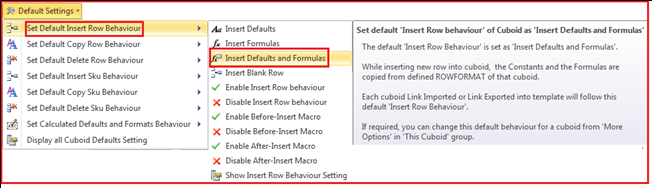 Default Settings
Set Default Insert Row Behaviour
Set Default Copy Row Behaviour
Set Default Delete Row Behaviour
Set Default Insert Sku Behaviour
Set Default Copy Sku Behaviour
Set Default Delete Sku Behaviour
Set Calculated Defaults and Formats Behaviour
Display all Cuboid Defaults Setting
Insert Defaults
Insert Formulas
Insert Defaults and Formulas
Insert Blank Row
Enable Insert Row behaviour
Disable Insert Row behaviour
Enable Before-Insert Macro
Disable Before-Insert Macro
Enable After-Insert Macro
Disable After-Insert Macro
Show Insert Row Behaviour Setting
Set default 'Insert Row behaviour' of Cuboid as 'Insert Defaults and Formulas'
The default 'Insert Row Behaviour' is set as 'Insert Defaults and Formulas'.
While inserting new row into cuboid, the Constants and the Formulas are
copied from defined ROWFORMAT of that cuboid.
Each cuboid Link Imported or Link Exported into template will follow this
default 'Insert Row Behaviour'.
If required, you can change this default behaviour for a cuboid from 'More
Options' in 'This Cuboid' group.